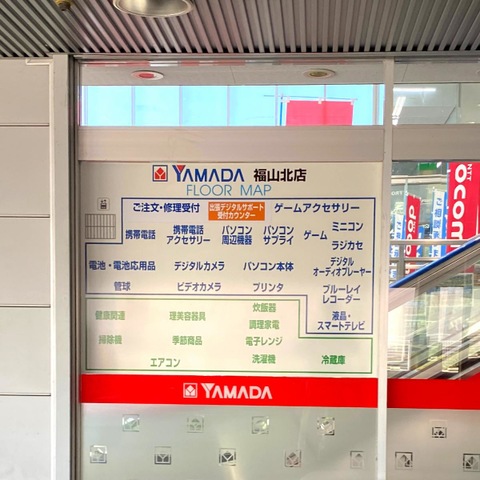 YAMADA 福山北店
FLOOR MAP
ご注文・修理受付
出張デジタルサポート
受付カウンター
ゲームアクセサリー
携帯電話
携帯電話
アクセサリー
パソコン
周辺機器
パソコン
サプライ
ゲーム
ミニコン
ラジカセ
電池・電池応用品
デジタルカメラ
パソコン本体
デジタル
オーディオプレーヤー
管球
ビデオカメラ
プリンタ
ブルーレイ
レコーダー
液晶・
スマートテレビ
健康関連
理美容器具
炊飯器
調理家電
掃除機
季節商品
電子レンジ
エアコン
洗濯機
冷蔵庫
YAMADA
NTT
docomo